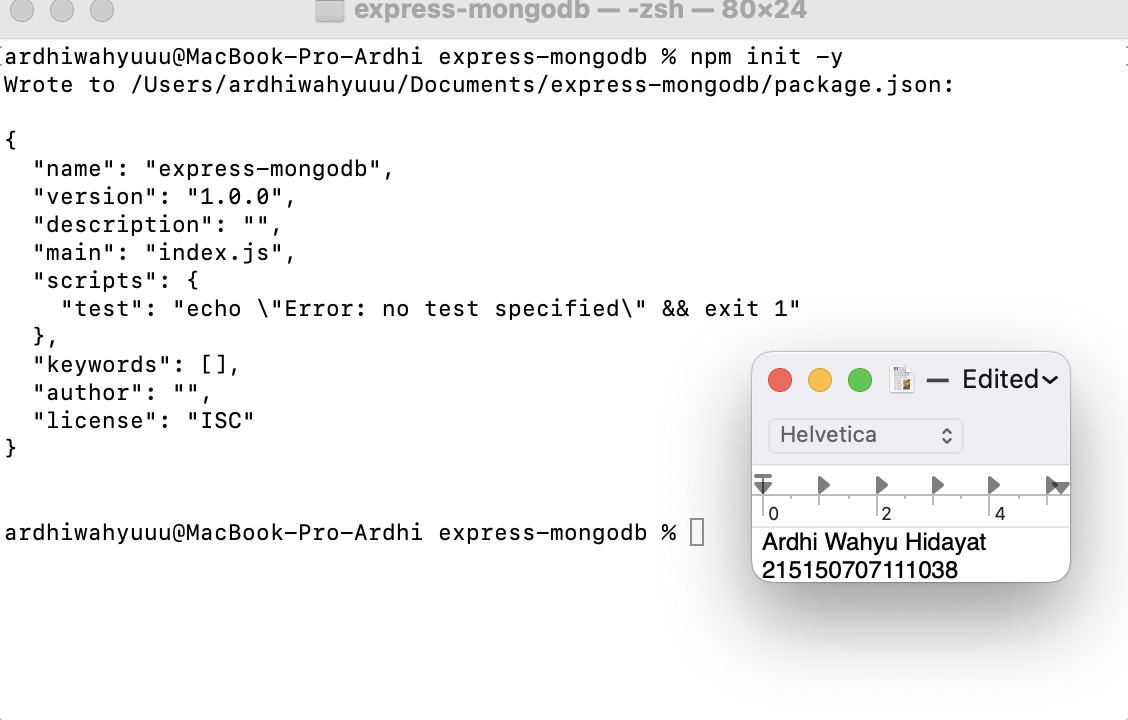 express-mongodb — -zsh — 80×24
ardhiwahyuuu@MacBook-Pro-Ardhi express-mongodb % npm init -y
Wrote to /Users/ardhiwahyuuu/Documents/express-mongodb/package.json:
{
  "name": "express-mongodb",
  "version": "1.0.0",
  "description": "",
  "main": "index.js",
  "scripts": {
    "test": "echo \"Error: no test specified\" && exit 1"
  },
  "keywords": [],
  "author": "",
  "license": "ISC"
}
ardhiwahyuuu@MacBook-Pro-Ardhi express-mongodb %
— Edited
Helvetica
0 2 4
Ardhi Wahyu Hidayat
215150707111038